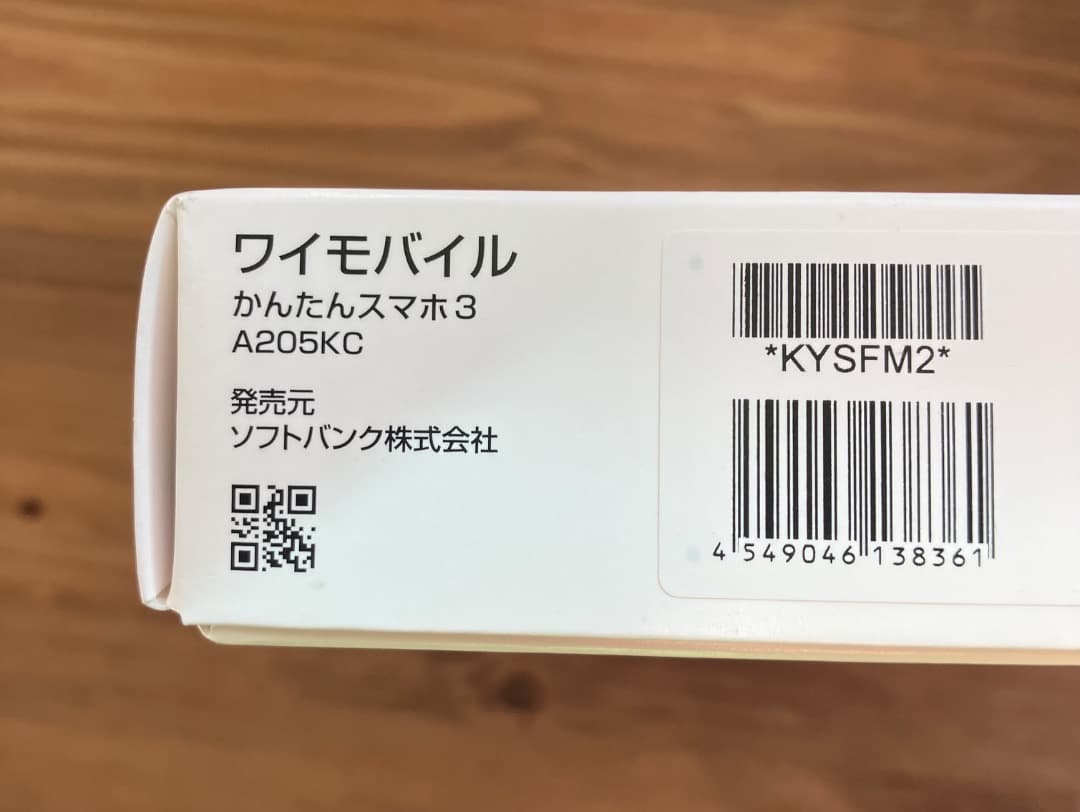 ワイモバイル
かんたんスマホ3
A205KC
発売元
ソフトバンク株式会社
*KYSFM2*
4 549046 138361